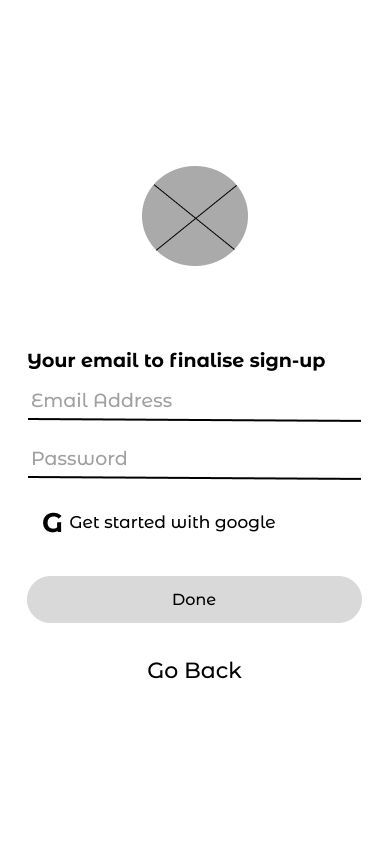 Your email to finalise sign-up
Email Address
Password
G Get started with google
Done
Go Back